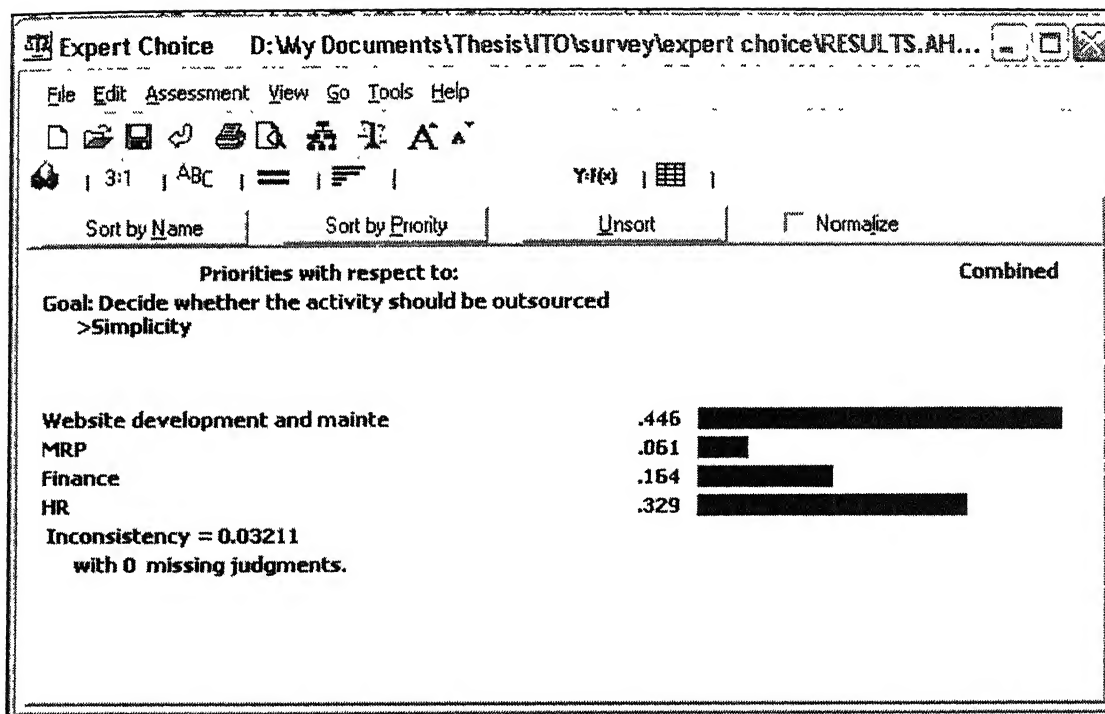 Expert Choice D:\My Documents\Thesis\ITO\survey\expert choice\RESULTS.AH...
File Edit Assessment View Go Tools Help
A A
3:1 ABC Y=F(x)
Sort by Name Sort by Priority Unsort Normalize
Priorities with respect to: Combined
Goal: Decide whether the activity should be outsourced
>Simplicity
Website development and mainte .446
MRP .061
Finance .164
HR .329
Inconsistency = 0.03211
with 0 missing judgments.